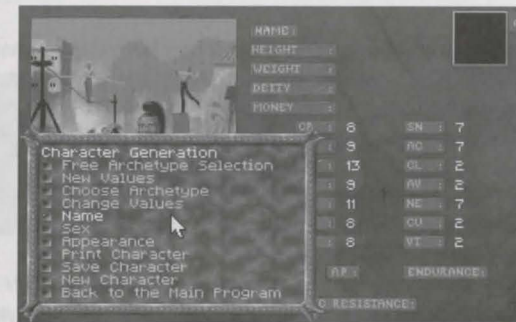 NAME:
HEIGHT :
WEIGHT :
DEITY :
MONEY :
8 SN : 7
: 9 AC : 7
: 13 CL : 2
: 9 AV : 2
: 11 NE : 7
: 8 CU : 2
: 8 VT : 2
AP : ENDURANCE:
RESISTANCE:
Character Generation
Free Archetype Selection
New Values
Choose Archetype
Change Values
Name
Sex
Appearance
Print Character
Save Character
New Character
Back to the Main Program